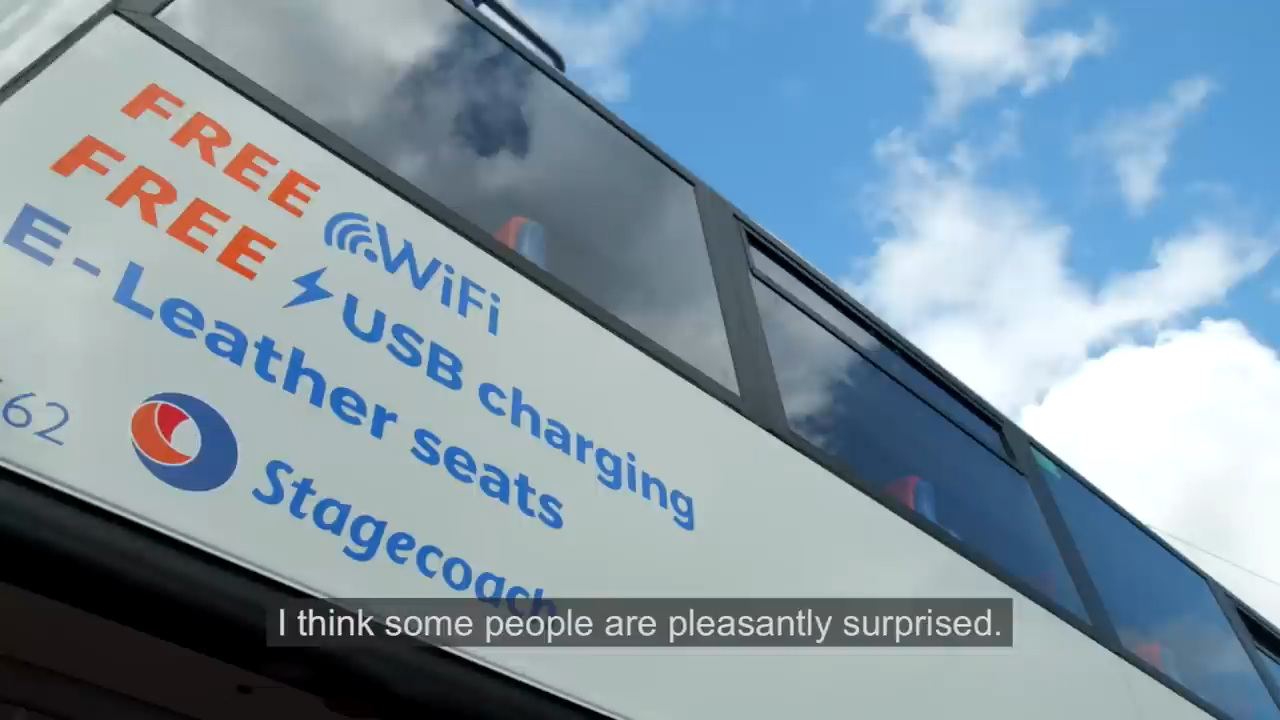 FREE WiFi
FREE USB charging
E-Leather seats
62
Stagecoach
I think some people are pleasantly surprised.